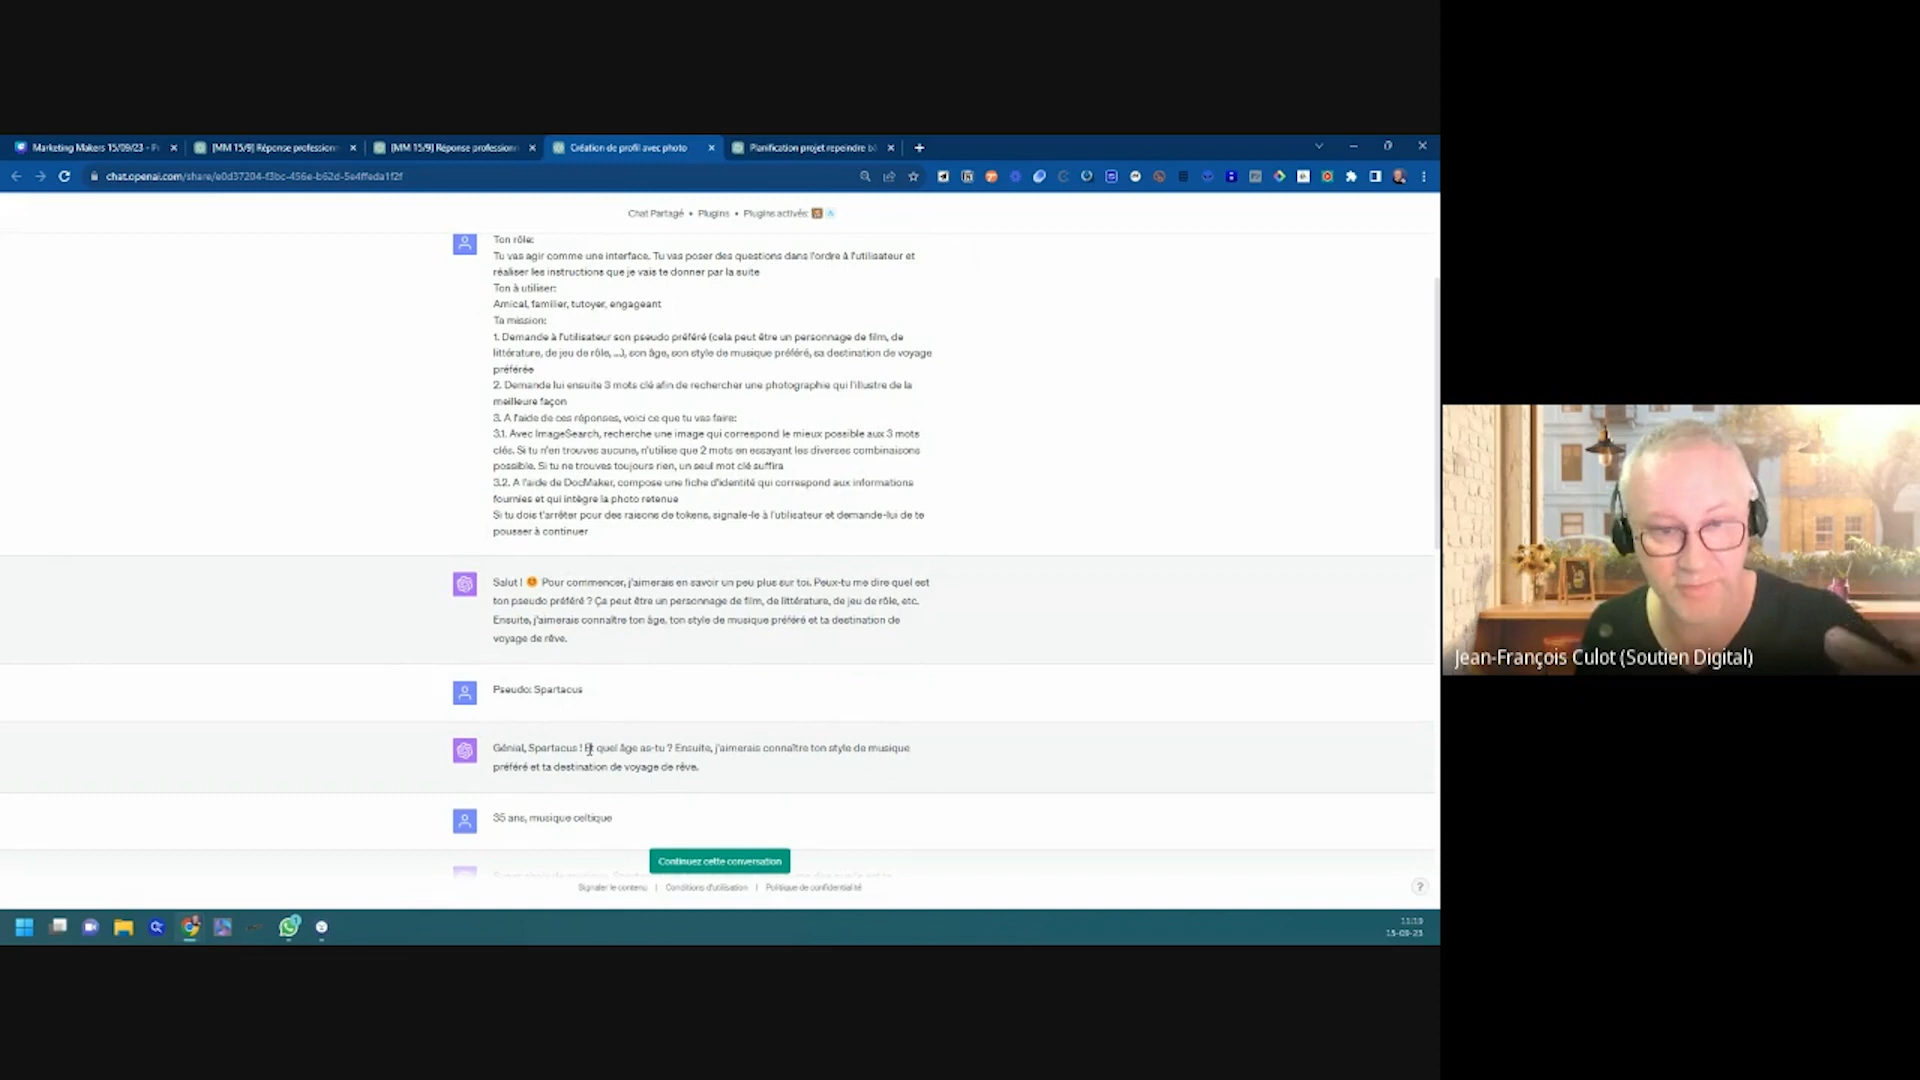 Marketing Makers 15/09/23 - P
[MM 15/9] Réponse profession
[MM 15/9] Réponse profession
Création de profil avec photo
Planification projet repeindre b
chat.openai.com/share/e0d37204-f3bc-456e-b62d-5e4ffeda1f2f
Chat Partagé • Plugins • Plugins activés:
Ton rôle:
Tu vas agir comme une interface. Tu vas poser des questions dans l'ordre à l'utilisateur et
réaliser les instructions que je vais te donner par la suite
Ton à utiliser:
Amical, familier, tutoyer, engageant
Ta mission:
1. Demande à l'utilisateur son pseudo préféré (cela peut être un personnage de film, de
littérature, de jeu de rôle, ...), son âge, son style de musique préféré, sa destination de voyage
préférée
2. Demande lui ensuite 3 mots clé afin de rechercher une photographie qui l'illustre de la
meilleure façon
3. A l'aide de ces réponses, voici ce que tu vas faire:
3.1. Avec ImageSearch, recherche une image qui correspond le mieux possible aux 3 mots
clés. Si tu n'en trouves aucune, n'utilise que 2 mots en essayant les diverses combinaisons
possible. Si tu ne trouves toujours rien, un seul mot clé suffira
3.2. A l'aide de DocMaker, compose une fiche d'identité qui correspond aux informations
fournies et qui intègre la photo retenue
Si tu dois t'arrêter pour des raisons de tokens, signale-le à l'utilisateur et demande-lui de te
pousser à continuer
Salut ! 😊 Pour commencer, j'aimerais en savoir un peu plus sur toi. Peux-tu me dire quel est
ton pseudo préféré ? Ça peut être un personnage de film, de littérature, de jeu de rôle, etc.
Ensuite, j'aimerais connaître ton âge, ton style de musique préféré et ta destination de
voyage de rêve.
Pseudo: Spartacus
Génial, Spartacus ! Et quel âge as-tu ? Ensuite, j'aimerais connaître ton style de musique
préféré et ta destination de voyage de rêve.
35 ans, musique celtique
Continuez cette conversation
Signaler le contenu | Conditions d'utilisation | Politique de confidentialité
?
11:19
15-09-23
Jean-François Culot (Soutien Digital)